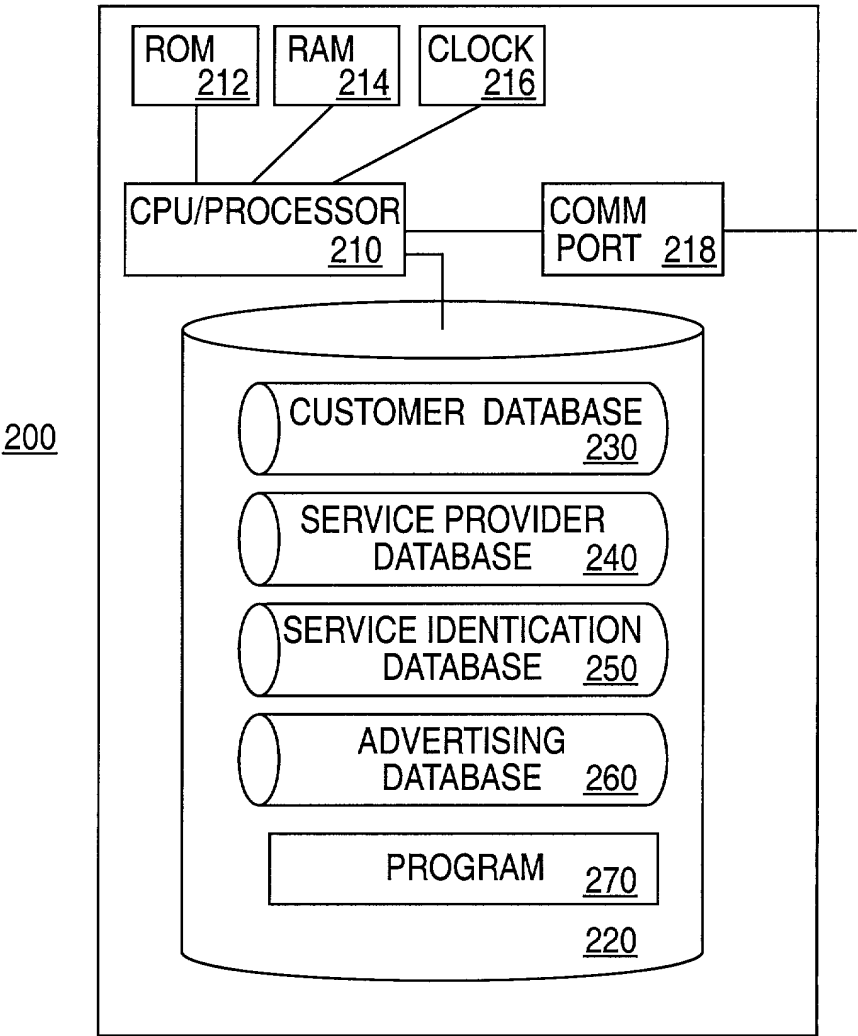 ROM
212
RAM
214
CLOCK
216
CPU/PROCESSOR
210
COMM
PORT 218
200
CUSTOMER DATABASE
230
SERVICE PROVIDER
DATABASE 240
SERVICE IDENTICATION
DATABASE 250
ADVERTISING
DATABASE 260
PROGRAM 270
220